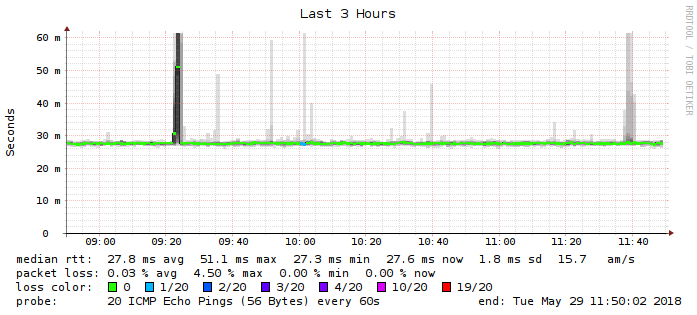 Last 3 Hours
RRDTOOL / TOBI OETIKER
Seconds
60 m
50 m
40 m
30 m
20 m
10 m
0
09:00 09:20 09:40 10:00 10:20 10:40 11:00 11:20 11:40
median rtt: 27.8 ms avg 51.1 ms max 27.3 ms min 27.6 ms now 1.8 ms sd 15.7 am/s
packet loss: 0.03 % avg 4.50 % max 0.00 % min 0.00 % now
loss color: 0 1/20 2/20 3/20 4/20 10/20 19/20
probe: 20 ICMP Echo Pings (56 Bytes) every 60s end: Tue May 29 11:50:02 2018